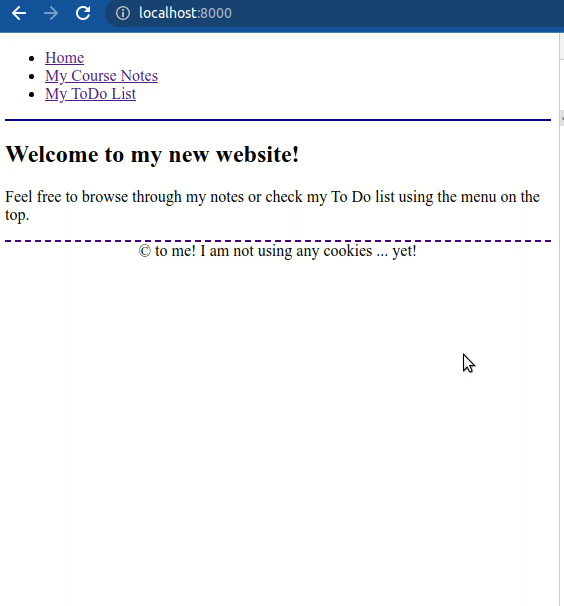 localhost:8000
Home
My Course Notes
My ToDo List
Welcome to my new website!
Feel free to browse through my notes or check my To Do list using the menu on the
top.
© to me! I am not using any cookies ... yet!